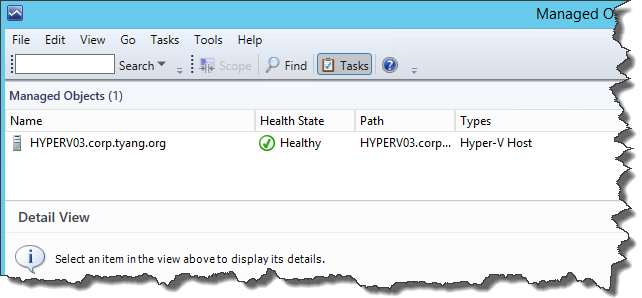 Managed O
File Edit View Go Tasks Tools Help
Search Scope Find Tasks
Managed Objects (1)
Name Health State Path Types
HYPERV03.corp.tyang.org Healthy HYPERV03.corp... Hyper-V Host
Detail View
Select an item in the view above to display its details.